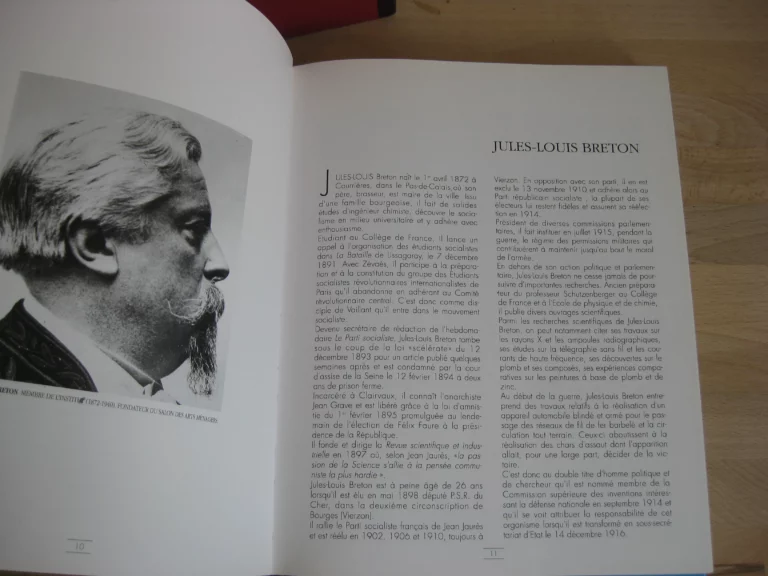 BRETON MEMBRE DE L'INSTITUT (1872-1940), FONDATEUR DU SALON DES ARTS MÉNAGERS
10
JULES-LOUIS BRETON
JULES-LOUIS Breton naît le 1er avril 1872 à
Courrières, dans le Pas-de-Calais, où son
père, brasseur, est maire de la ville. Issu
d'une famille bourgeoise, il fait de solides
études d'ingénieur chimiste, découvre le socia-
lisme en milieu universitaire et y adhère avec
enthousiasme.
Etudiant au Collège de France, il lance un
appel à l'organisation des étudiants socialistes
dans La Bataille de Lissagaray, le 7 décembre
1891. Avec Zévaès, il participe à la prépara-
tion et à la constitution du groupe des Etudiants
socialistes révolutionnaires internationalistes de
Paris qu'il abandonne en adhérant au Comité
révolutionnaire central. C'est donc comme dis-
ciple de Vaillant qu'il entre dans le mouvement
socialiste.
Devenu secrétaire de rédaction de l'hebdoma-
daire Le Parti socialiste, Jules-Louis Breton tombe
sous le coup de la loi «scélérate» du 12
décembre 1893 pour un article publié quelques
semaines après et est condamné par la cour
d'assise de la Seine le 12 février 1894 à deux
ans de prison ferme.
Incarcéré à Clairvaux, il connaît l'anarchiste
Jean Grave et est libéré grâce à la loi d'amnis-
tie du 1er février 1895 promulguée au lende-
main de l'élection de Félix Faure à la prési-
dence de la République.
Il fonde et dirige la Revue scientifique et indus-
trielle en 1897 où, selon Jean Jaurès, «la pas-
sion de la Science s'allie à la pensée commu-
niste la plus hardie ».
Jules-Louis Breton est à peine âgé de 26 ans
lorsqu'il est élu en mai 1898 député P.S.R. du
Cher, dans la deuxième circonscription de
Bourges (Vierzon).
Il rallie le Parti socialiste français de Jean Jaurès
et est réélu en 1902, 1906 et 1910, toujours à
Vierzon. En opposition avec son parti, il en est
exclu le 13 novembre 1910 et adhère alors au
Parti républicain socialiste ; la plupart de ses
électeurs lui restent fidèles et assurent sa réélec-
tion en 1914.
Président de diverses commissions parlemen-
taires, il fait instituer en juillet 1915, pendant la
guerre, le régime des permissions militaires qui
contribuèrent à maintenir jusqu'au bout le moral
de l'armée.
En dehors de son action politique et parlemen-
taire, Jules-Louis Breton ne cesse jamais de pour-
suivre d'importantes recherches. Ancien prépara-
teur du professeur Schutzenberger au Collège
de France et à l'Ecole de physique et de chimie,
il publie divers ouvrages scientifiques.
Parmi les recherches scientifiques de Jules-Louis
Breton, on peut notamment citer ses travaux sur
les rayons X et les ampoules radiographiques,
ses études sur la télégraphie sans fil et les cou-
rants de haute fréquence, ses découvertes sur le
plomb et ses composés, ses expériences compa-
ratives sur les peintures à base de plomb et de
zinc.
Au début de la guerre, Jules-Louis Breton entre-
prend des travaux relatifs à la réalisation d'un
appareil automobile blindé et armé pour le pas-
sage des réseaux de fil de fer barbelé et la cir-
culation tout terrain. Ceux-ci aboutissent à la
réalisation des chars d'assaut dont l'apparition
allait, pour une large part, décider de la vic-
toire.
C'est donc au double titre d'homme politique et
de chercheur qu'il est nommé membre de la
Commission supérieure des inventions intéres-
sant la défense nationale en septembre 1914 et
qu'il se voit attribuer la responsabilité de cet
organisme lorsqu'il est transformé en sous-secré-
tariat d'Etat le 14 décembre 1916.
11